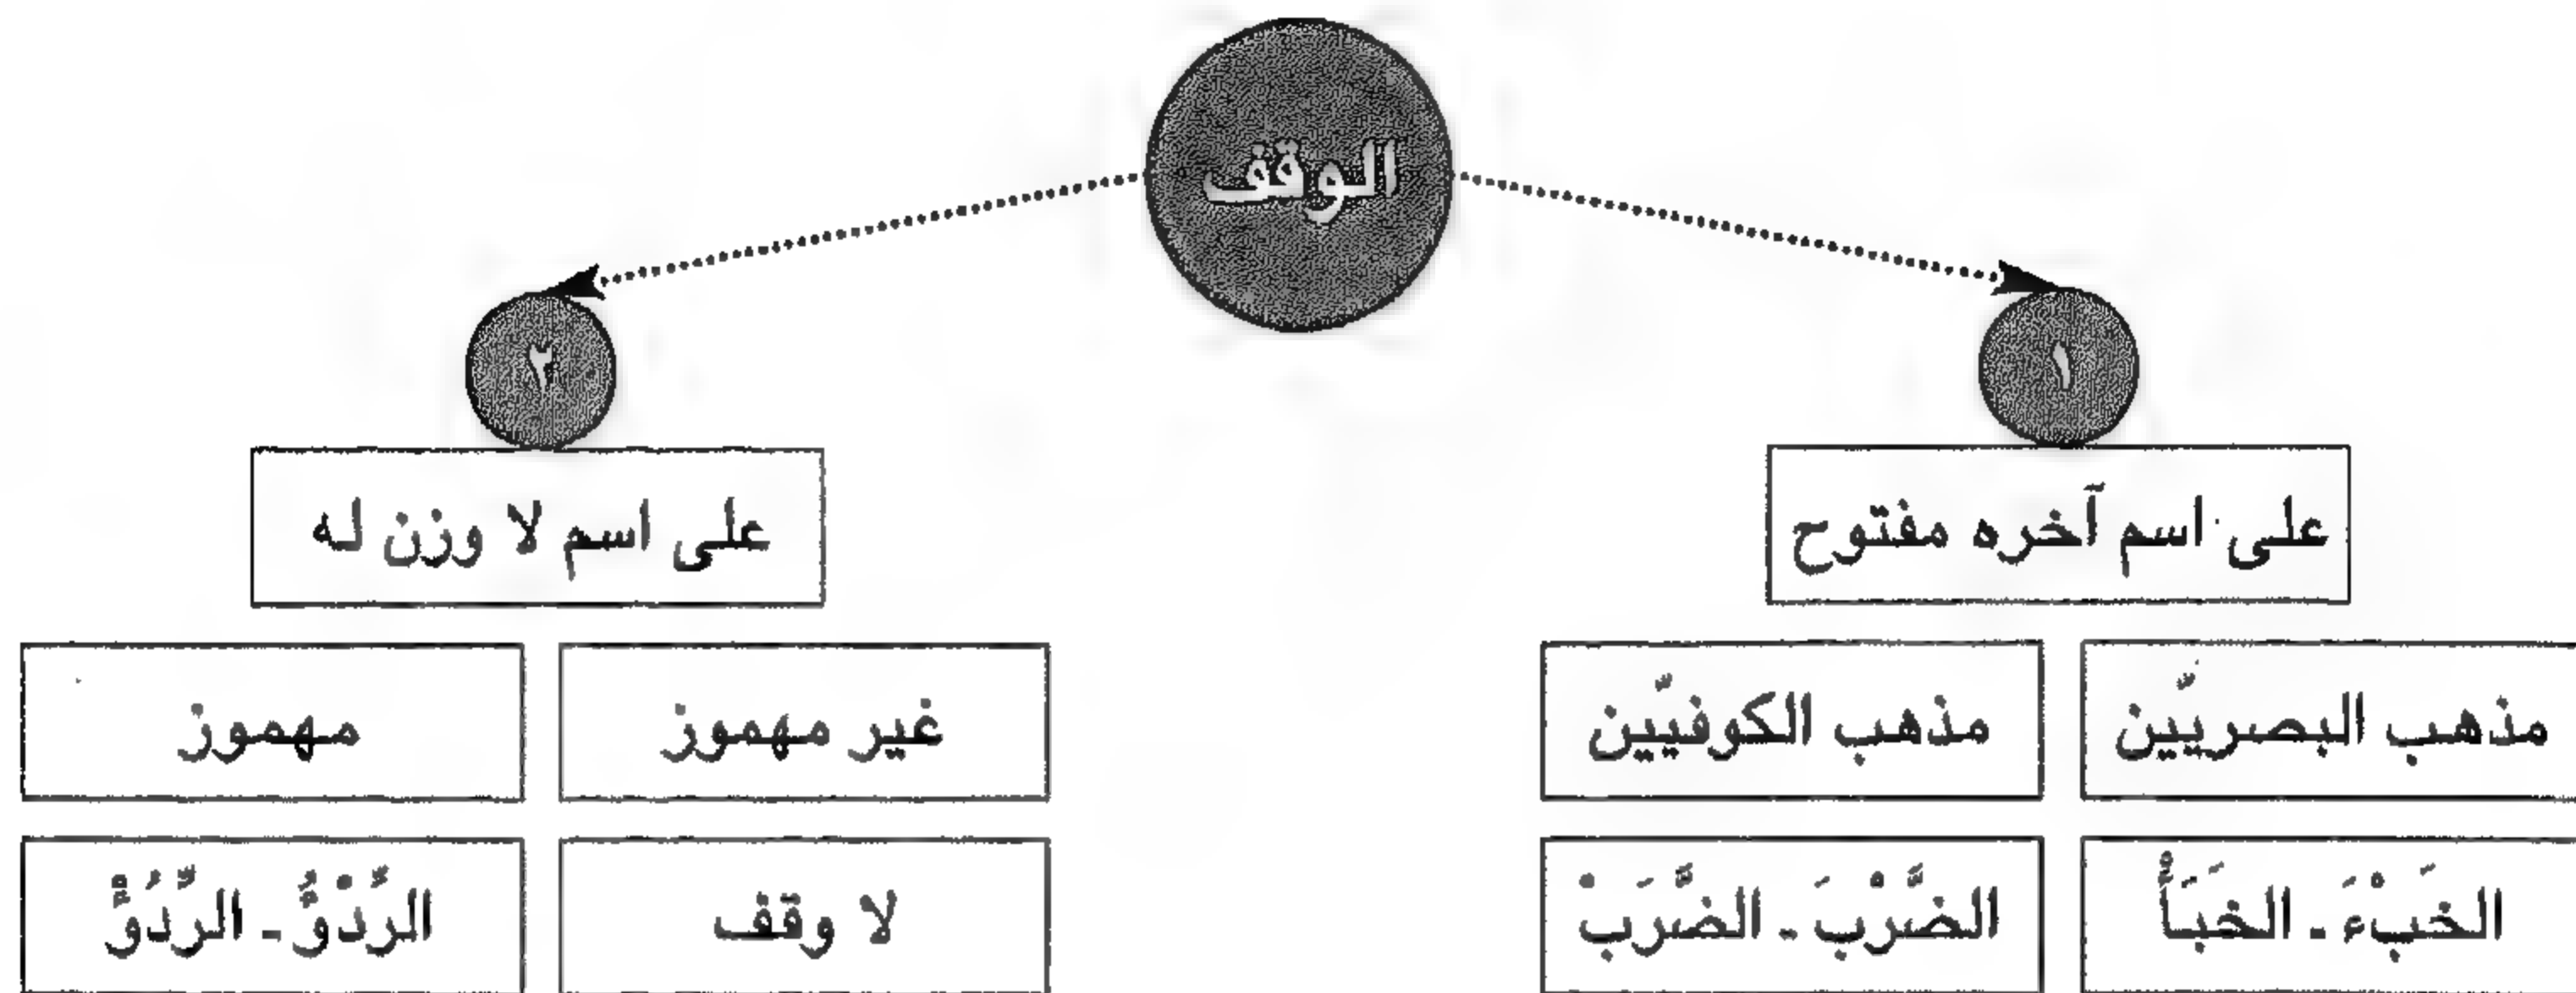 الوقف
١
٢
على اسم آخره مفتوح
على اسم لا وزن له
مذهب البصريّين
مذهب الكوفيّين
غير مهموز
مهموز
الخَبْءَ - الخَبَأْ
الضَّرْبَ - الضَّرَبْ
لا وقف
الرِّدْوُّ - الرِّدُوّْ